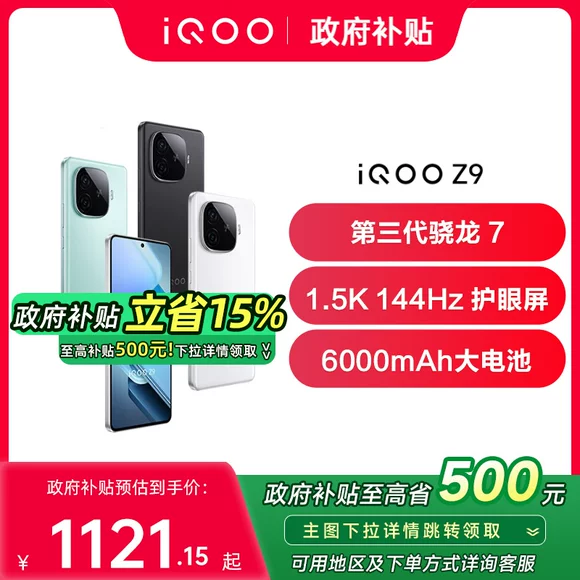 iQOO | 政府补贴
iQOO Z9
第三代骁龙 7
1.5K 144Hz 护眼屏
6000mAh大电池
政府补贴 立省15%
至高补贴500元!下拉详情领取
iQOO
iQOO Z9
政府补贴预估到手价:
¥ 1121.15 起
政府补贴至高省 500 元
主图下拉详情跳转领取
可用地区及下单方式详询客服